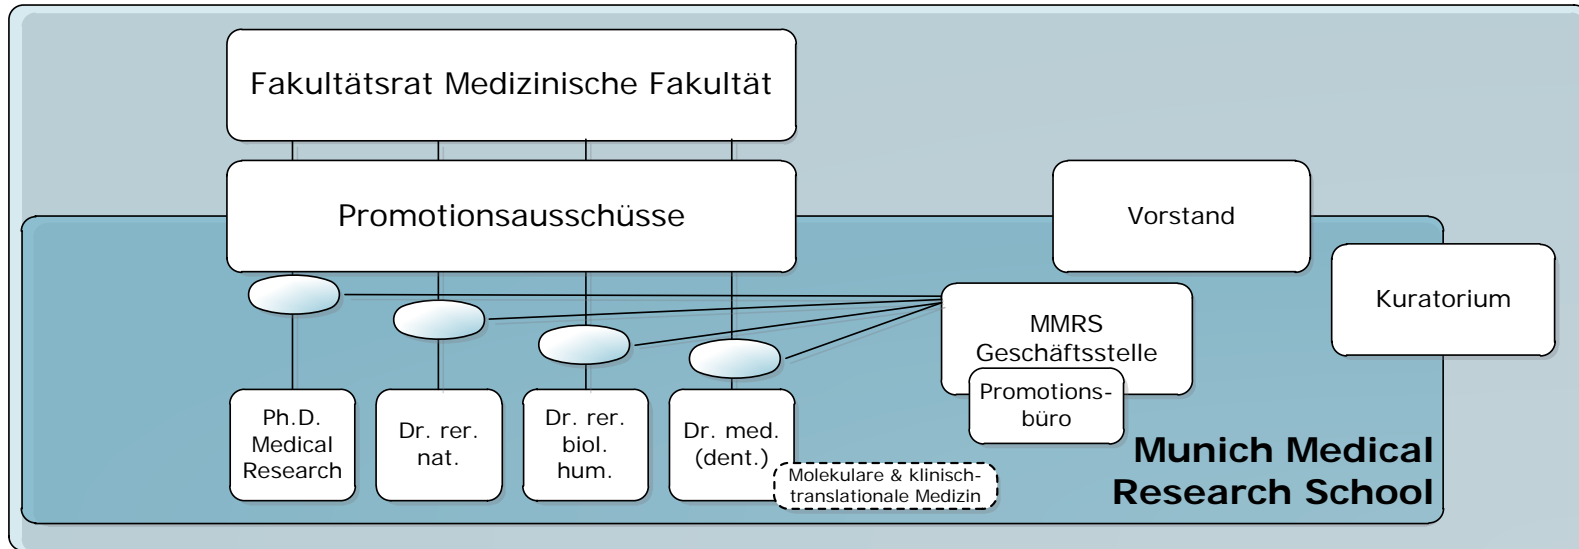 Fakultätsrat Medizinische Fakultät
Promotionsausschüsse
Vorstand
Kuratorium
MMRS
Geschäftsstelle
Promotions-
büro
Ph.D.
Medical
Research
Dr. rer.
nat.
Dr. rer.
biol.
hum.
Dr. med.
(dent.)
Molekulare & klinisch-
translationale Medizin
Munich Medical
Research School